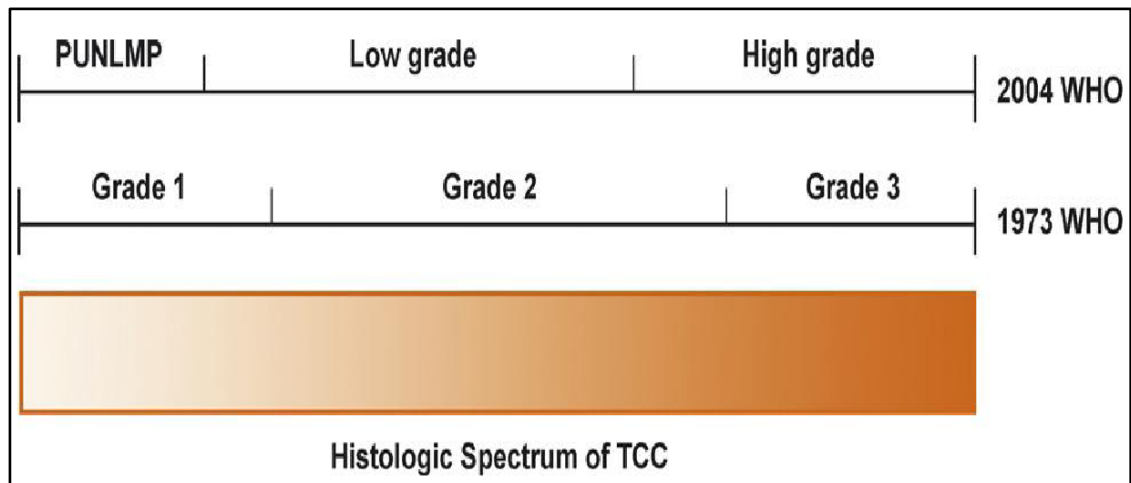 PUNLMP Low grade High grade
2004 WHO
Grade 1 Grade 2 Grade 3
1973 WHO
Histologic Spectrum of TCC